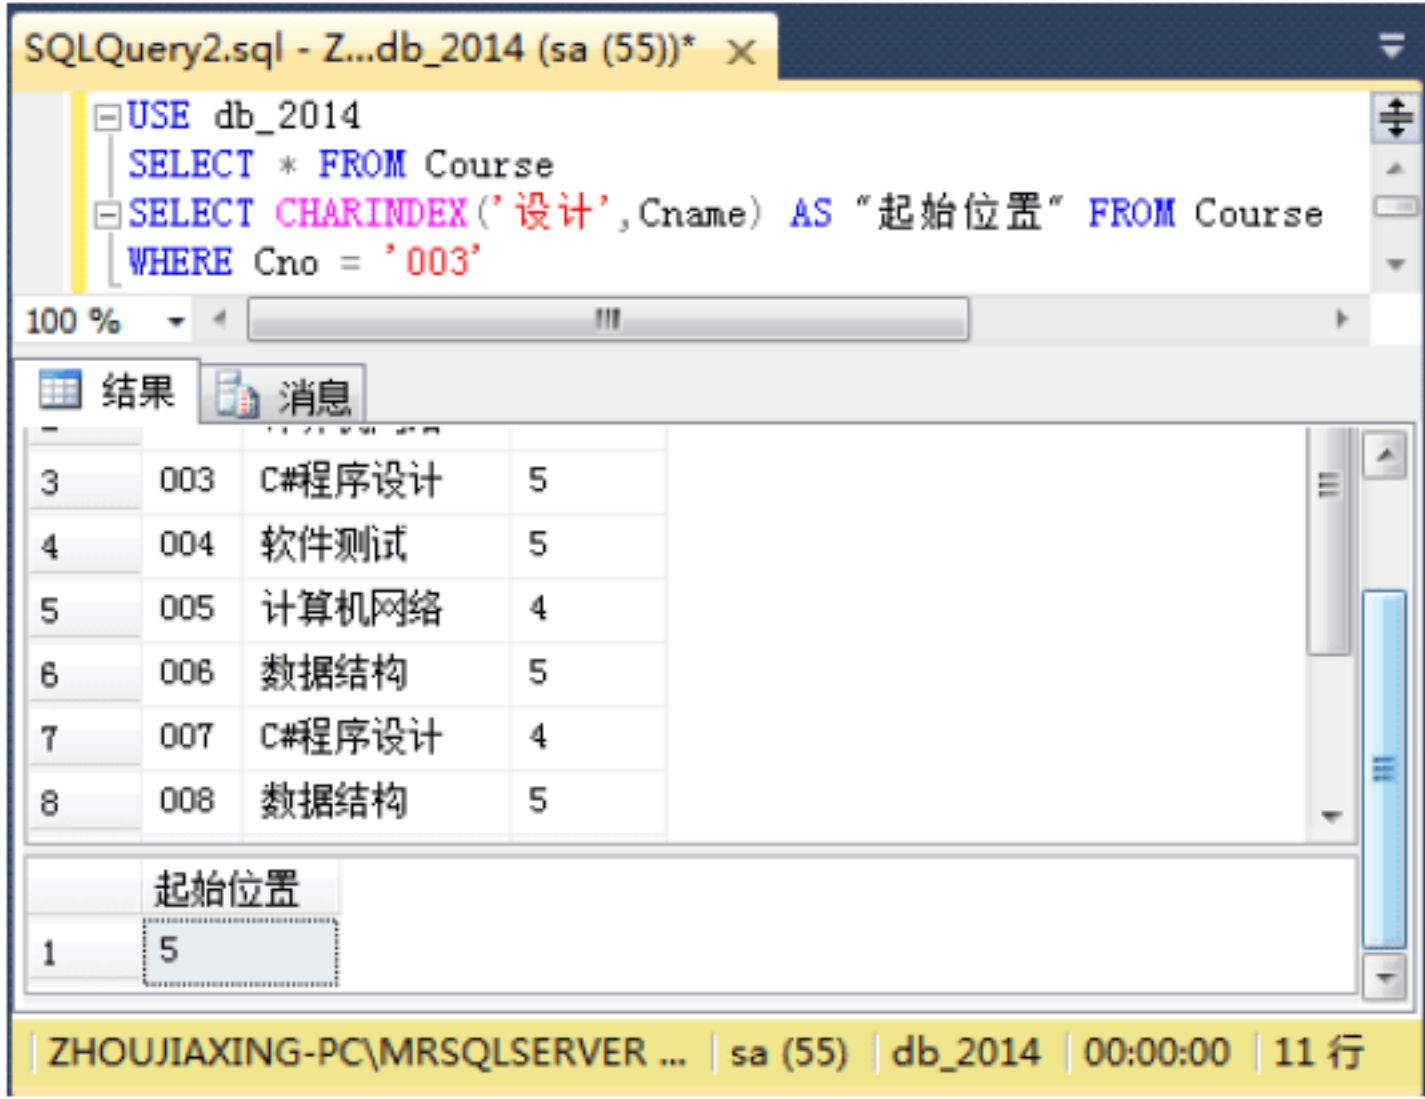 SQLQuery2.sql - Z...db_2014 (sa (55))*
USE db_2014
SELECT * FROM Course
SELECT CHARINDEX('设计',Cname) AS "起始位置" FROM Course
WHERE Cno = '003'
100 %
结果 消息
3 003 C#程序设计 5
4 004 软件测试 5
5 005 计算机网络 4
6 006 数据结构 5
7 007 C#程序设计 4
8 008 数据结构 5
起始位置
1 5
ZHOUJIAXING-PC\MRSQLSERVER ... sa (55) db_2014 00:00:00 11 行